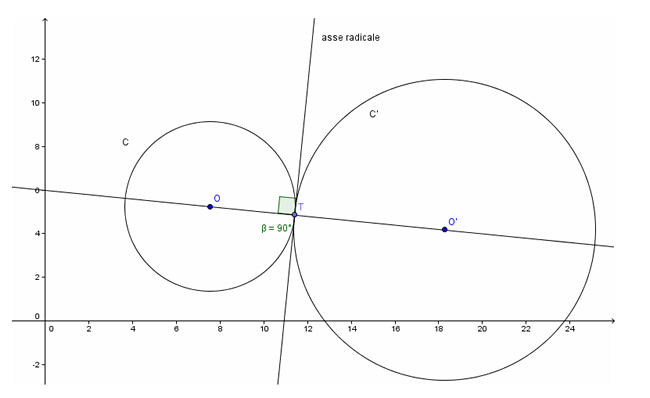 asse radicale
12
10
C'
C
8
6
O
T
O'
β = 90°
4
2
0
0 2 4 6 8 10 12 14 16 18 20 22 24
-2